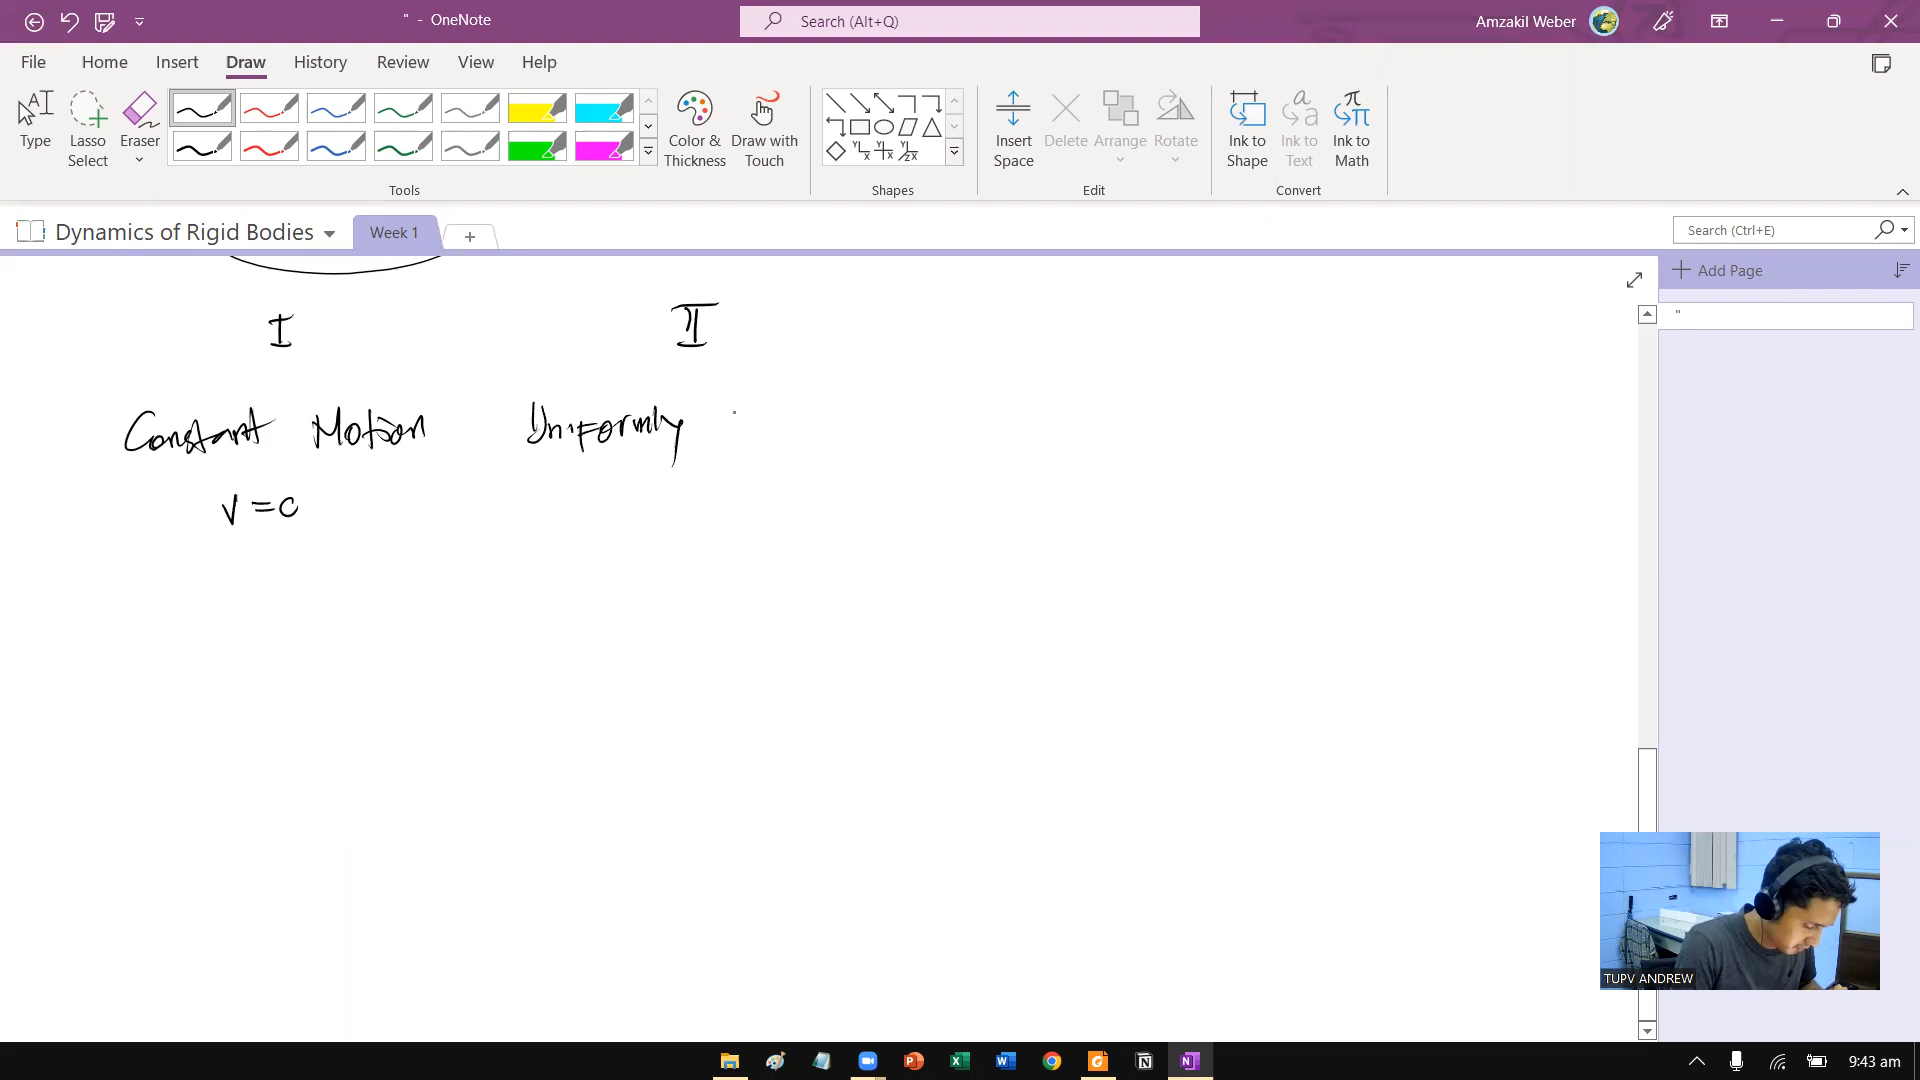 " - OneNote
Search (Alt+Q)
Amzakil Weber
File Home Insert Draw History Review View Help
Type
Lasso Select
Eraser
Color & Thickness
Draw with Touch
Insert Space
Delete
Arrange
Rotate
Ink to Shape
Ink to Text
Ink to Math
Tools
Shapes
Edit
Convert
Dynamics of Rigid Bodies
Week 1
+
Search (Ctrl+E)
Add Page
"
I II
Constant Motion Uniformly
V = C
TUPV ANDREW
9:43 am